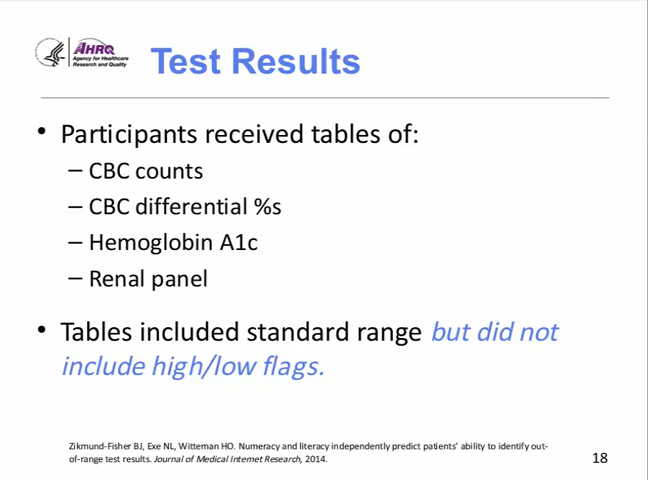 AHRQ
Agency for Healthcare
Research and Quality
Test Results
• Participants received tables of:
– CBC counts
– CBC differential %s
– Hemoglobin A1c
– Renal panel
• Tables included standard range but did not
include high/low flags.
Zikmund-Fisher BJ, Exe NL, Witteman HO. Numeracy and literacy independently predict patients’ ability to identify out-
of-range test results. Journal of Medical Internet Research, 2014.
18